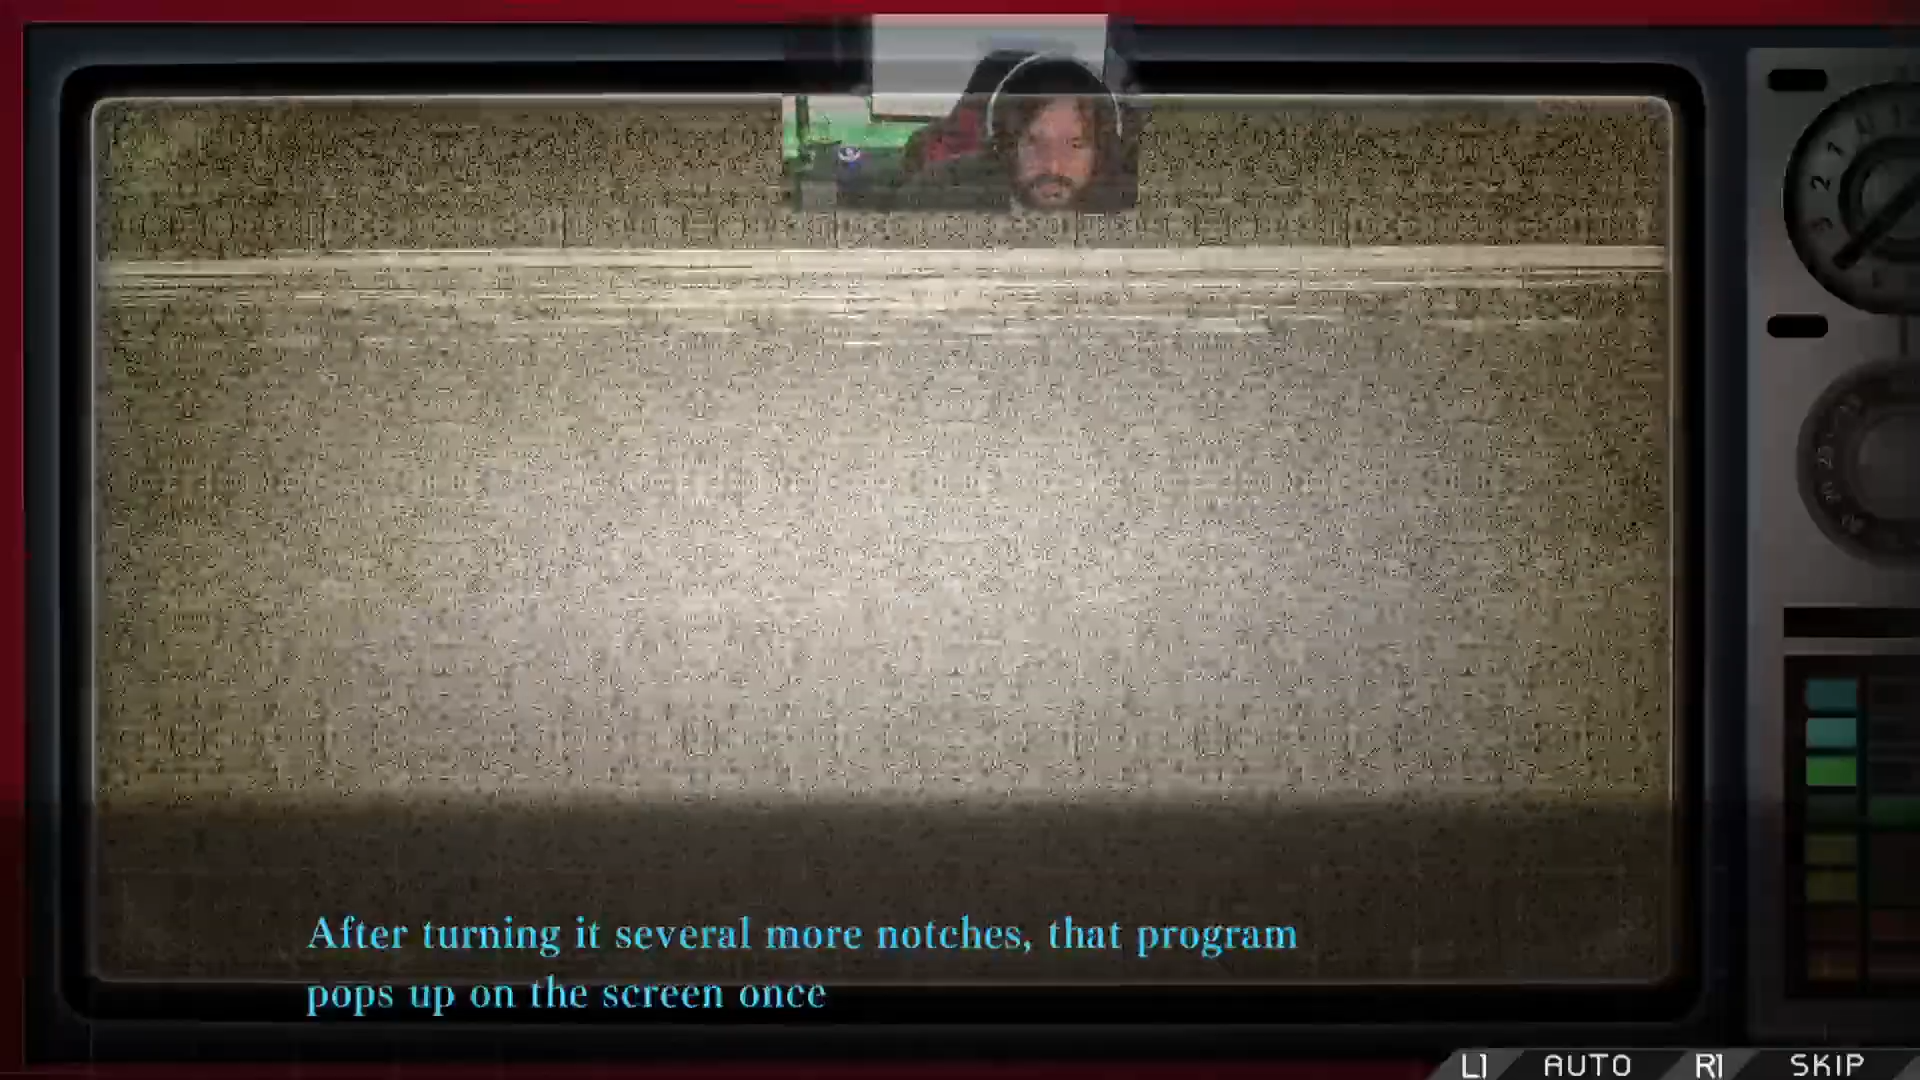 After turning it several more notches, that program
pops up on the screen once
L1 AUTO R1 SKIP